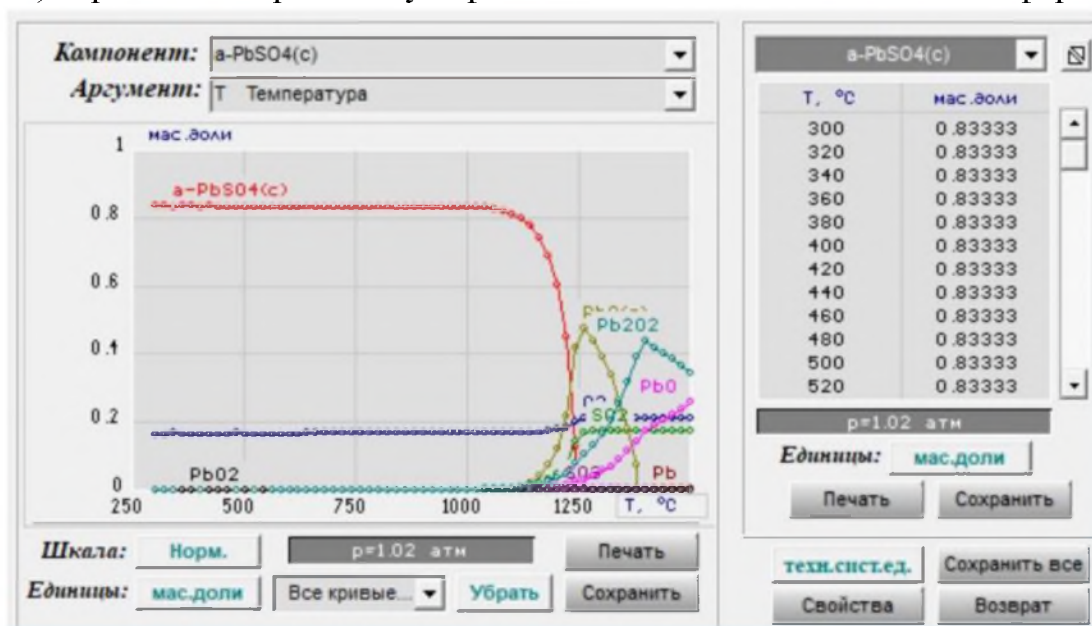 Компонент: a-PbSO4(c)
Аргумент: T Температура
мас.доли
1
0.8
0.6
0.4
0.2
0
a-PbSO4(c)
Pb2O2
PbO
SO2
SO3
Pb
PbO2
250 500 750 1000 1250 T, °C
Шкала: Норм. p=1.02 атм Печать
Единицы: мас.доли Все кривые... Убрать Сохранить
a-PbSO4(c)
T, °C мас.доли
300 0.83333
320 0.83333
340 0.83333
360 0.83333
380 0.83333
400 0.83333
420 0.83333
440 0.83333
460 0.83333
480 0.83333
500 0.83333
520 0.83333
p=1.02 атм
Единицы: мас.доли
Печать Сохранить
техн.сист.ед. Сохранить все
Свойства Возврат